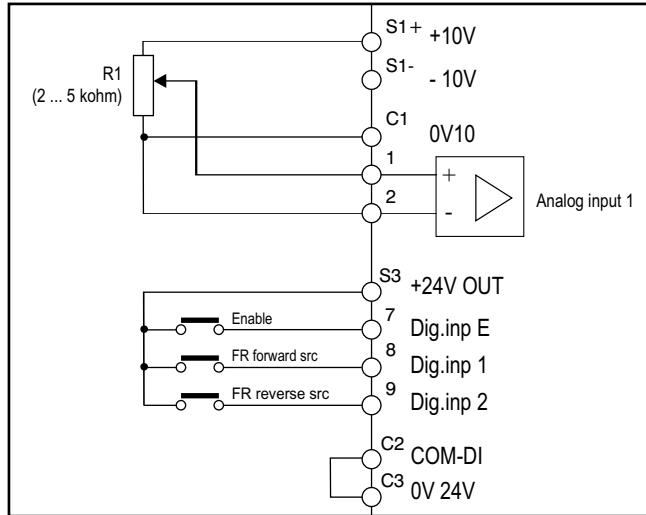 S1+ +10V
S1- - 10V
R1
(2 ... 5 kohm)
C1
0V10
1
+
2
-
Analog input 1
S3 +24V OUT
Enable
7 Dig.inp E
FR forward src
8 Dig.inp 1
FR reverse src
9 Dig.inp 2
C2 COM-DI
C3 0V 24V